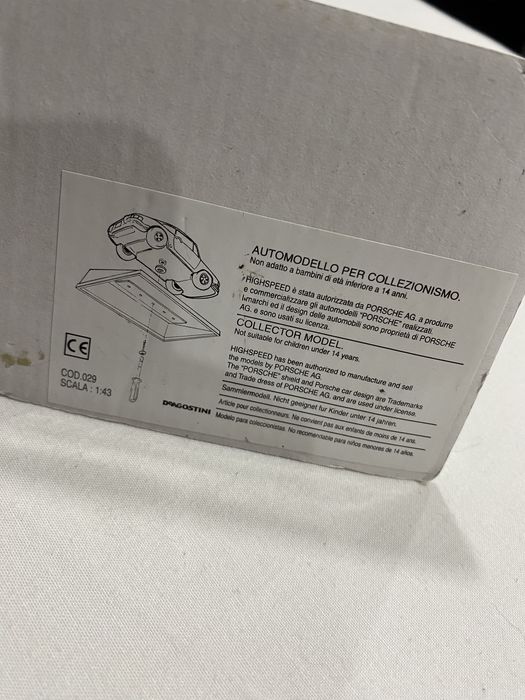 AUTOMODELLO PER COLLEZIONISMO.
Non adatto a bambini di età inferiore a 14 anni.
HIGHSPEED è stata autorizzata da PORSCHE AG. a produrre
e commercializzare gli automodelli "PORSCHE" realizzati.
I marchi ed il design delle automobili sono proprietà di PORSCHE
AG. e sono usati su licenza.
COLLECTOR MODEL.
Not suitable for children under 14 years.
HIGHSPEED has been authorized to manufacture and sell
the models by PORSCHE AG.
The "PORSCHE" shield and Porsche car design are Trademarks
and Trade dress of PORSCHE AG. and are used under license.
Sammlermodell. Nicht geeignet fur Kinder unter 14 jahren.
Article pour collectionneurs. Ne convient pas aux enfants de moins de 14 ans.
Modelo para coleccionistas. No recomendable para niños menores de 14 años.
CE
COD.029
SCALA : 1:43
DeAGOSTINI